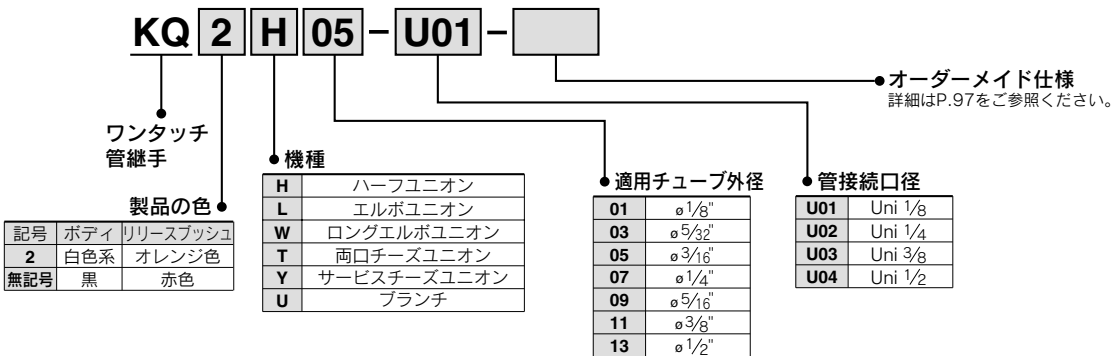 KQ 2 H 05 - U01 -
オーダーメイド仕様
詳細はP.97をご参照ください。
ワンタッチ
管継手
製品の色
記号 ボディ リリースブッシュ
2 白色系 オレンジ色
無記号 黒 赤色
機種
H ハーフユニオン
L エルボユニオン
W ロングエルボユニオン
T 両口チーズユニオン
Y サービスチーズユニオン
U ブランチ
適用チューブ外径
01 ø1/8"
03 ø5/32"
05 ø3/16"
07 ø1/4"
09 ø5/16"
11 ø3/8"
13 ø1/2"
管接続口径
U01 Uni 1/8
U02 Uni 1/4
U03 Uni 3/8
U04 Uni 1/2